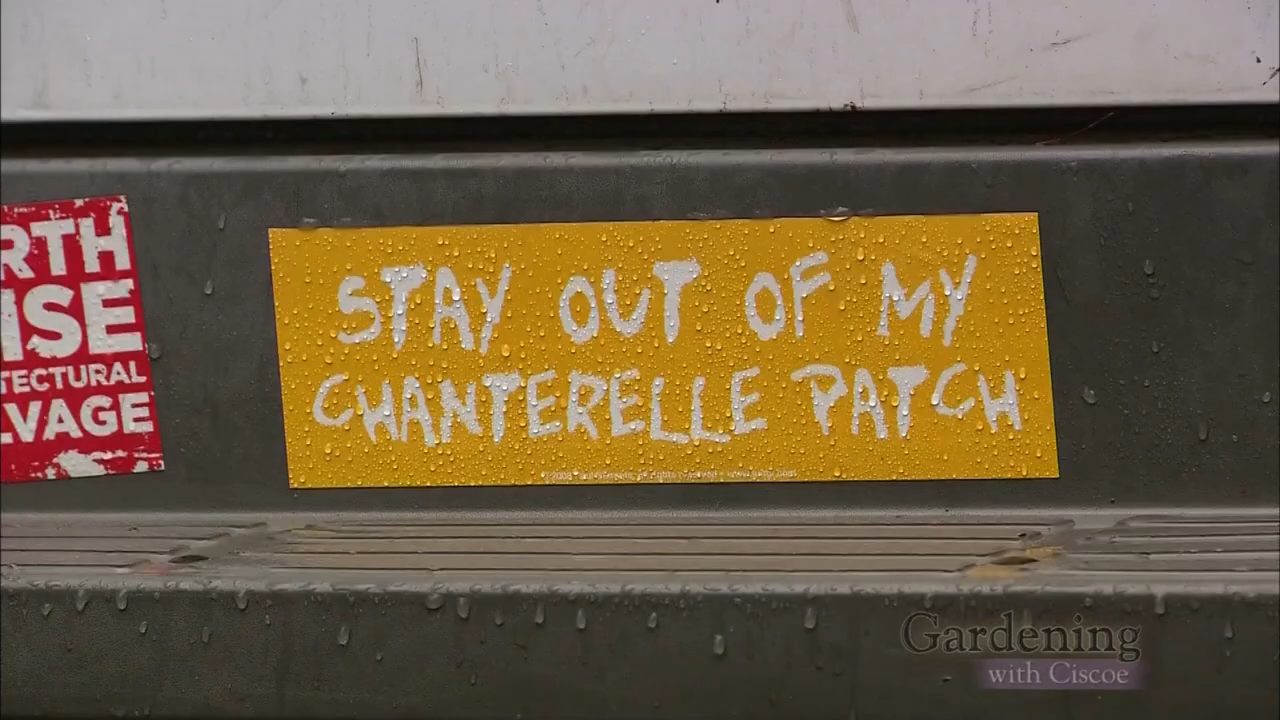 RTH
ISE
TECTURAL
LVAGE
STAY OUT OF MY
CHANTERELLE PATCH
Gardening
with Ciscoe